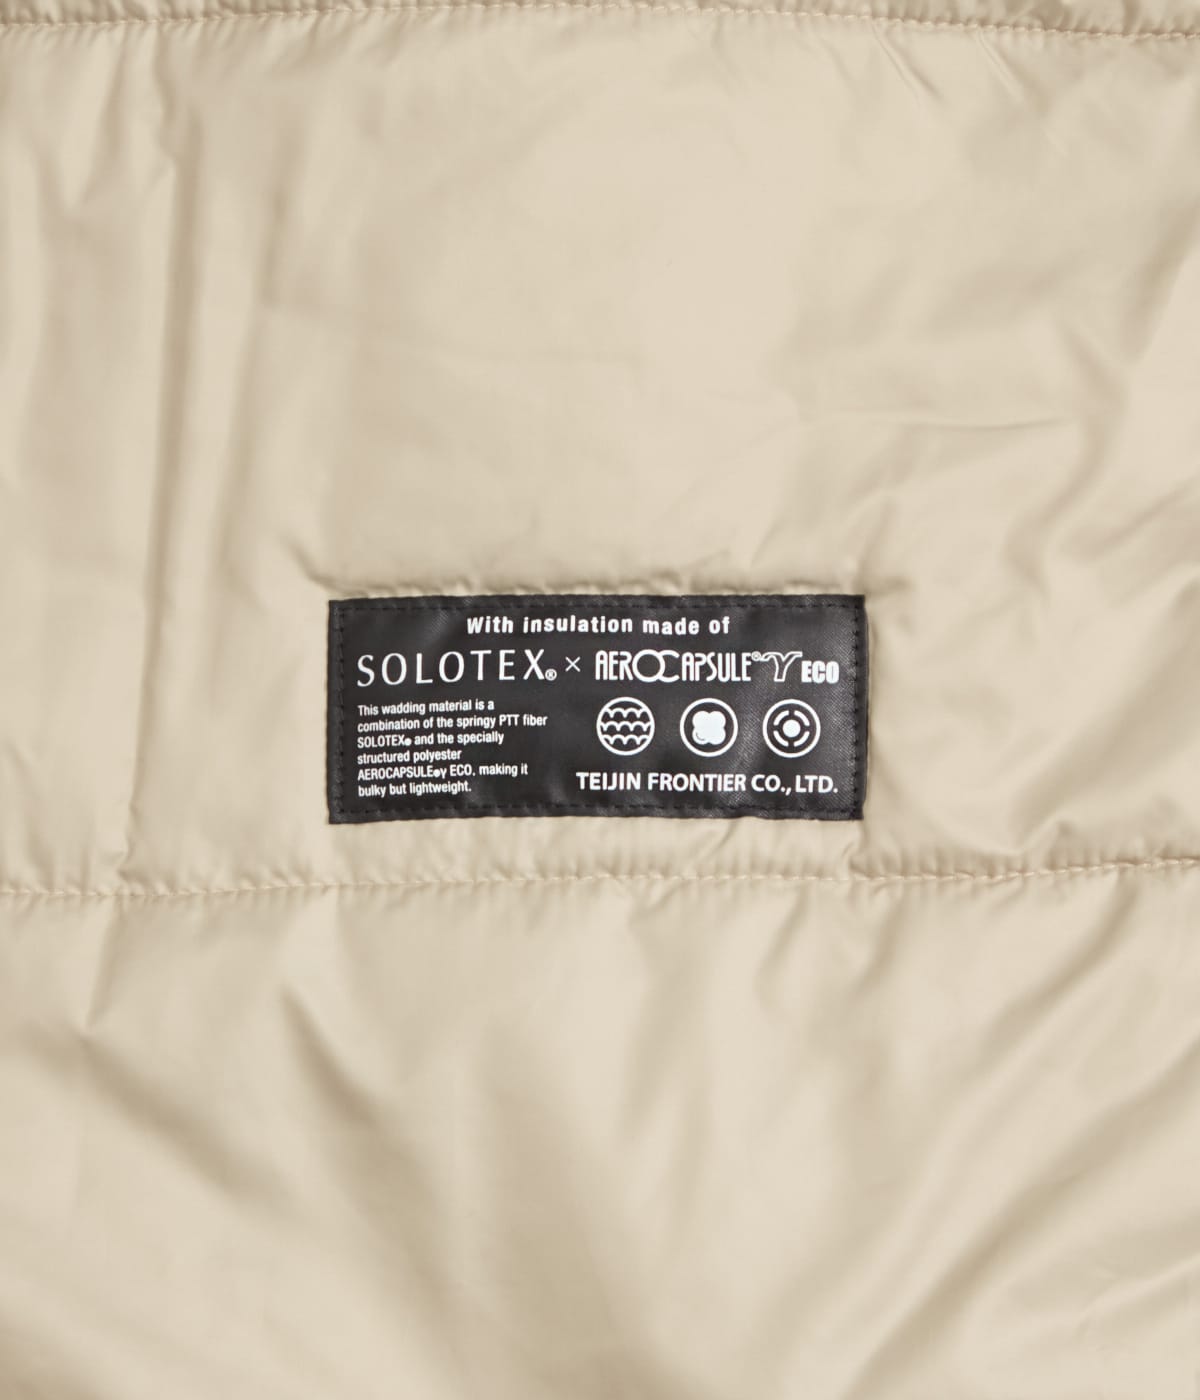 With insulation made of
SOLOTEX® × AEROCAPSULE®γ ECO
This wadding material is a
combination of the springy PTT fiber
SOLOTEX® and the specially
structured polyester
AEROCAPSULE®γ ECO, making it
bulky but lightweight.
TEIJIN FRONTIER CO., LTD.